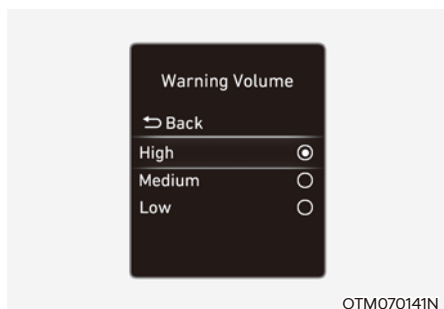 Warning Volume
Back
High
Medium
Low
OTM070141N